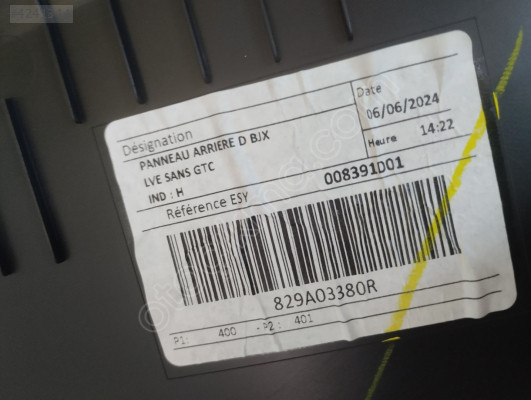 Désignation
PANNEAU ARRIERE D BJX
LVE SANS GTC
IND : H
Date
06/06/2024
Heure 14:22
Référence ESY 008391D01
829A03380R
P1: 400 - P2: 401